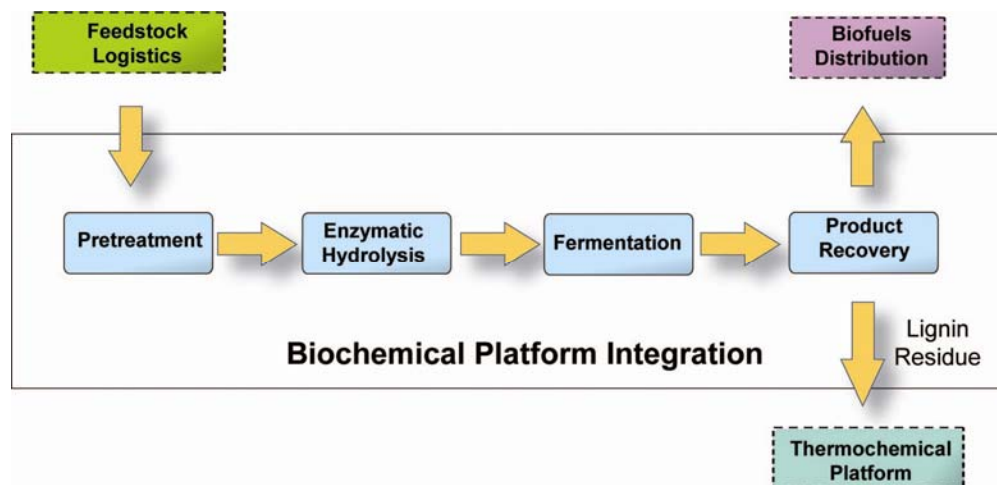 Feedstock
Logistics
Biofuels
Distribution
Pretreatment
Enzymatic
Hydrolysis
Fermentation
Product
Recovery
Biochemical Platform Integration
Lignin
Residue
Thermochemical
Platform